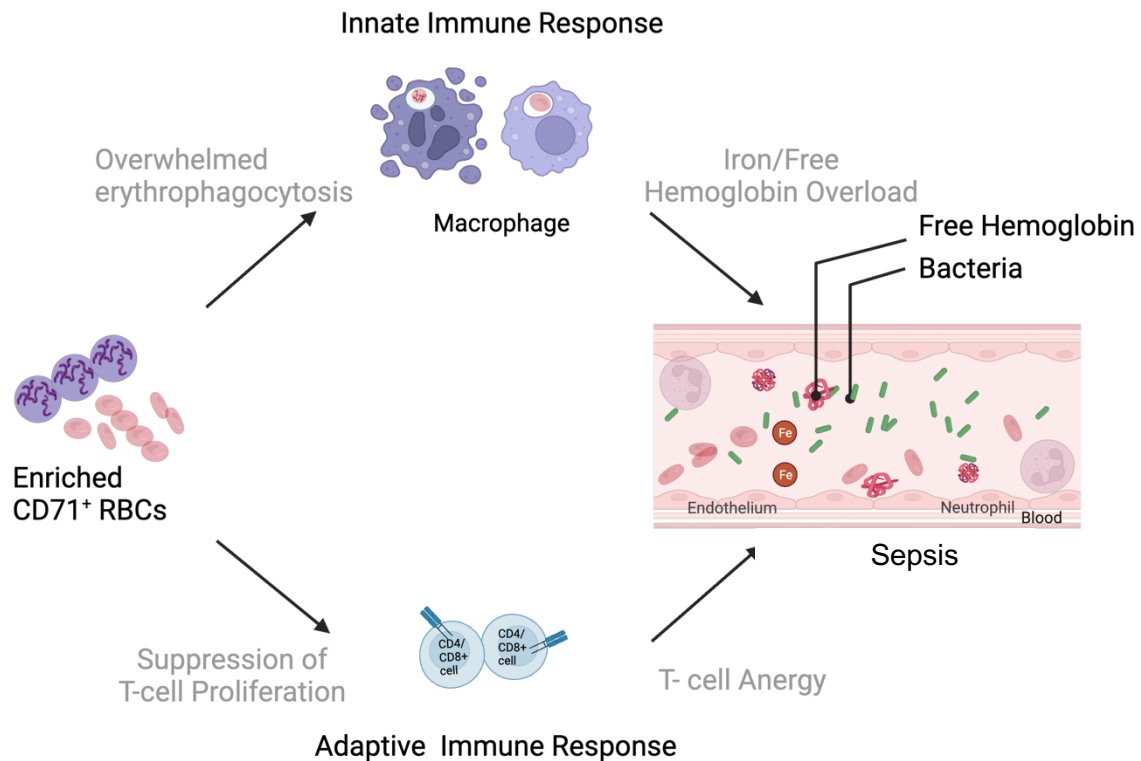 Innate Immune Response
Overwhelmed
erythrophagocytosis
Macrophage
Iron/Free
Hemoglobin Overload
Free Hemoglobin
Bacteria
Enriched
CD71⁺ RBCs
Fe
Fe
Endothelium
Neutrophil
Blood
Sepsis
Suppression of
T-cell Proliferation
CD4/
CD8+
cell
CD4/
CD8+
cell
T- cell Anergy
Adaptive  Immune Response